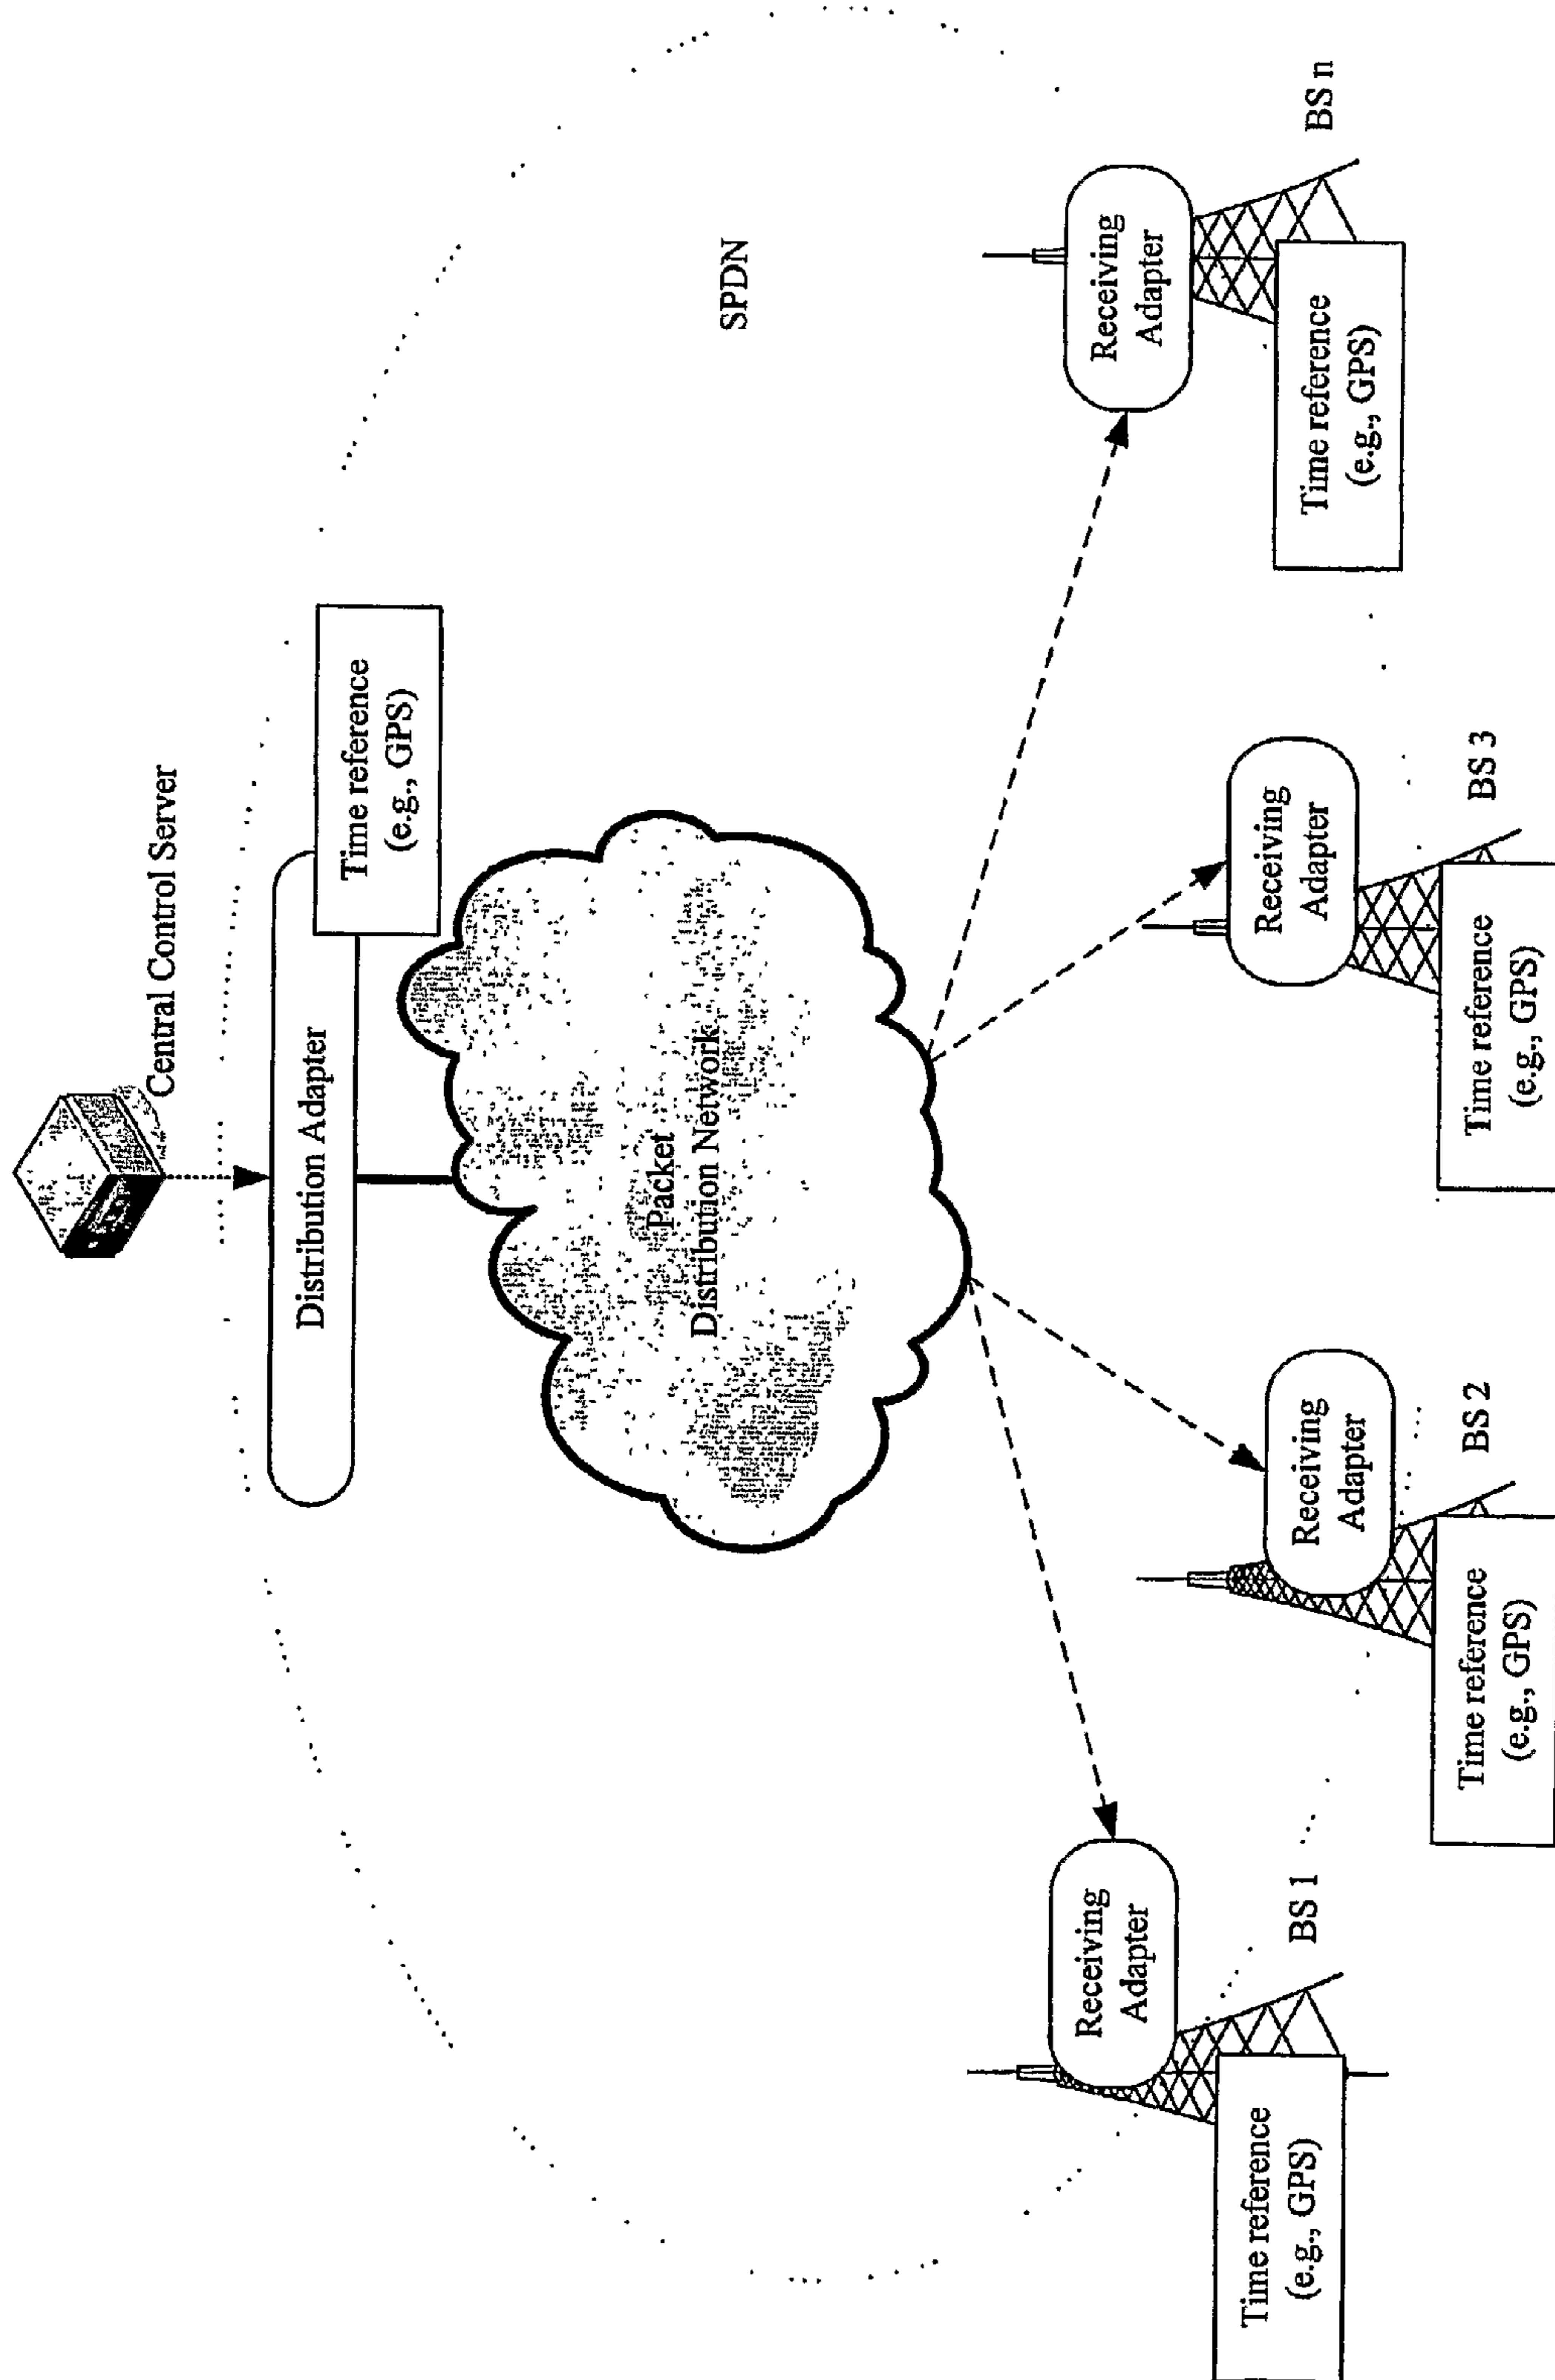 Central Control Server
Distribution Adapter
Time reference
(e.g., GPS)
Packet
Distribution Network
SPDN
Receiving
Adapter
BS 1
Time reference
(e.g., GPS)
Receiving
Adapter
BS 2
Time reference
(e.g., GPS)
Receiving
Adapter
BS 3
Time reference
(e.g., GPS)
Receiving
Adapter
BS n
Time reference
(e.g., GPS)